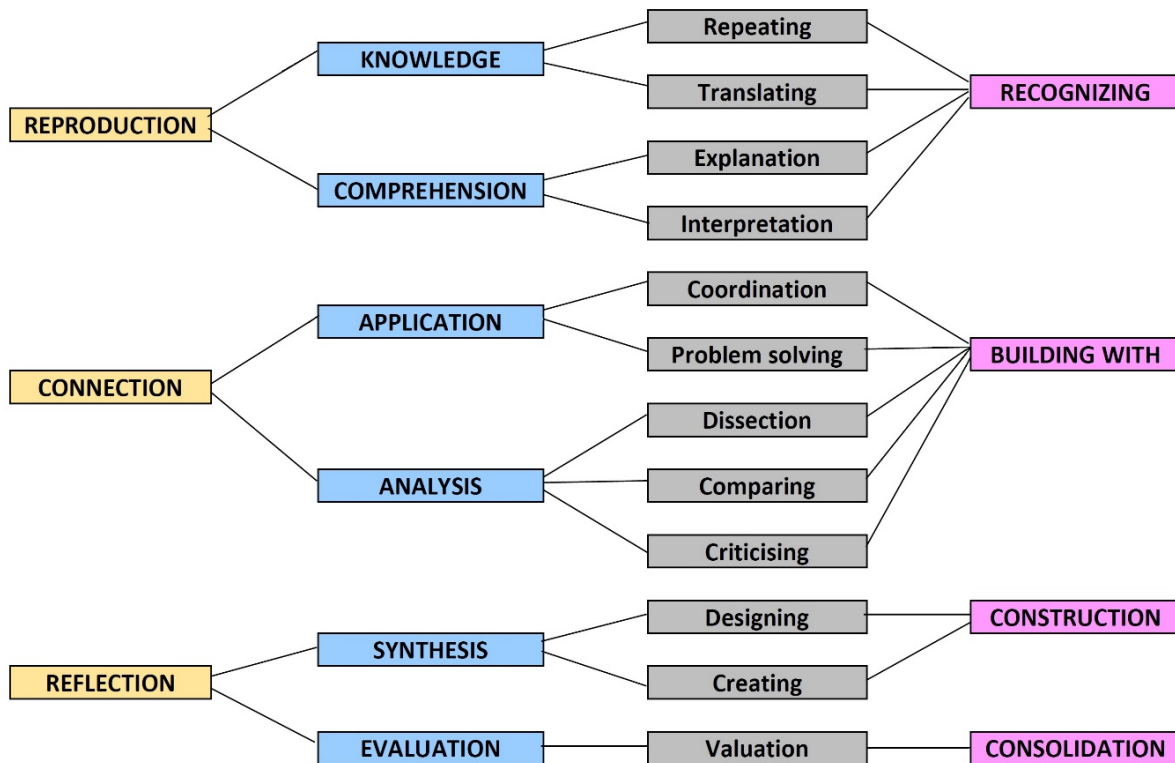 Repeating
KNOWLEDGE
Translating
RECOGNIZING
REPRODUCTION
Explanation
COMPREHENSION
Interpretation
Coordination
APPLICATION
Problem solving
BUILDING WITH
CONNECTION
Dissection
ANALYSIS
Comparing
Criticising
Designing
CONSTRUCTION
SYNTHESIS
REFLECTION
Creating
EVALUATION
Valuation
CONSOLIDATION